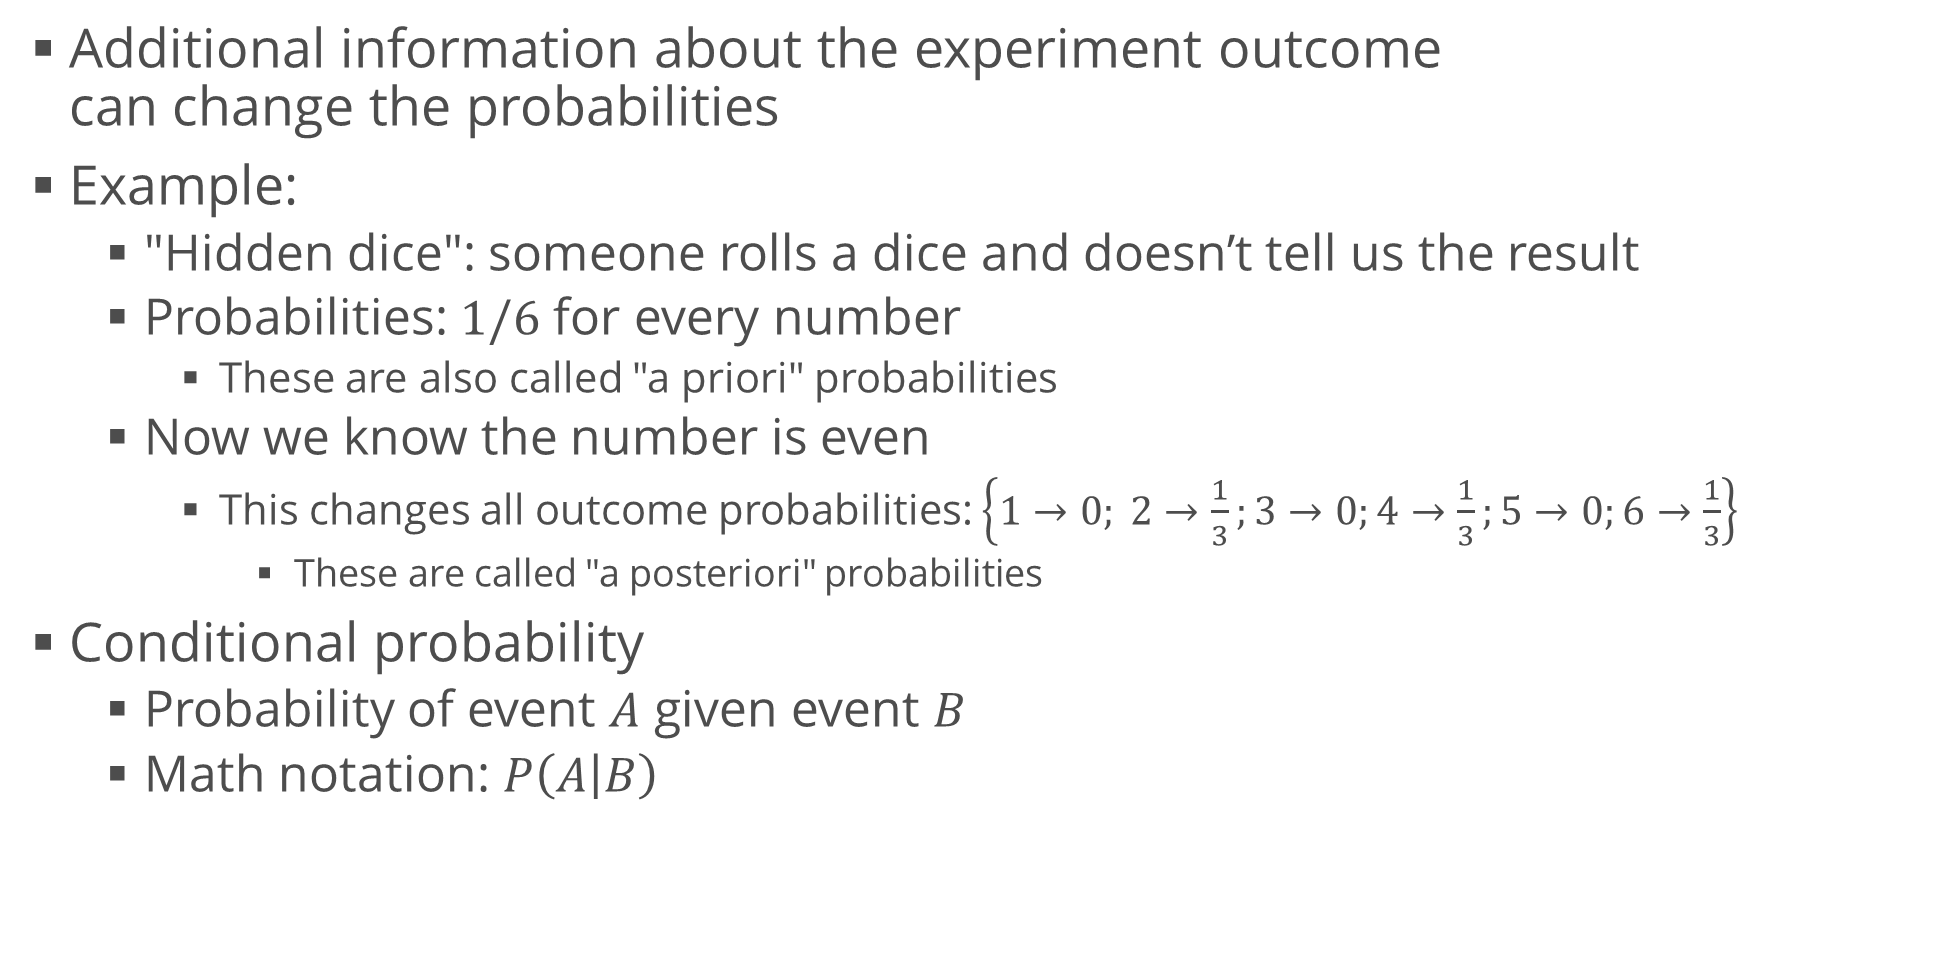 ▪ Additional information about the experiment outcome
can change the probabilities
▪ Example:
▪ "Hidden dice": someone rolls a dice and doesn’t tell us the result
▪ Probabilities: 1/6 for every number
▪ These are also called "a priori" probabilities
▪ Now we know the number is even
▪ This changes all outcome probabilities: {1 → 0; 2 → 1/3; 3 → 0; 4 → 1/3; 5 → 0; 6 → 1/3}
▪ These are called "a posteriori" probabilities
▪ Conditional probability
▪ Probability of event A given event B
▪ Math notation: P(A|B)